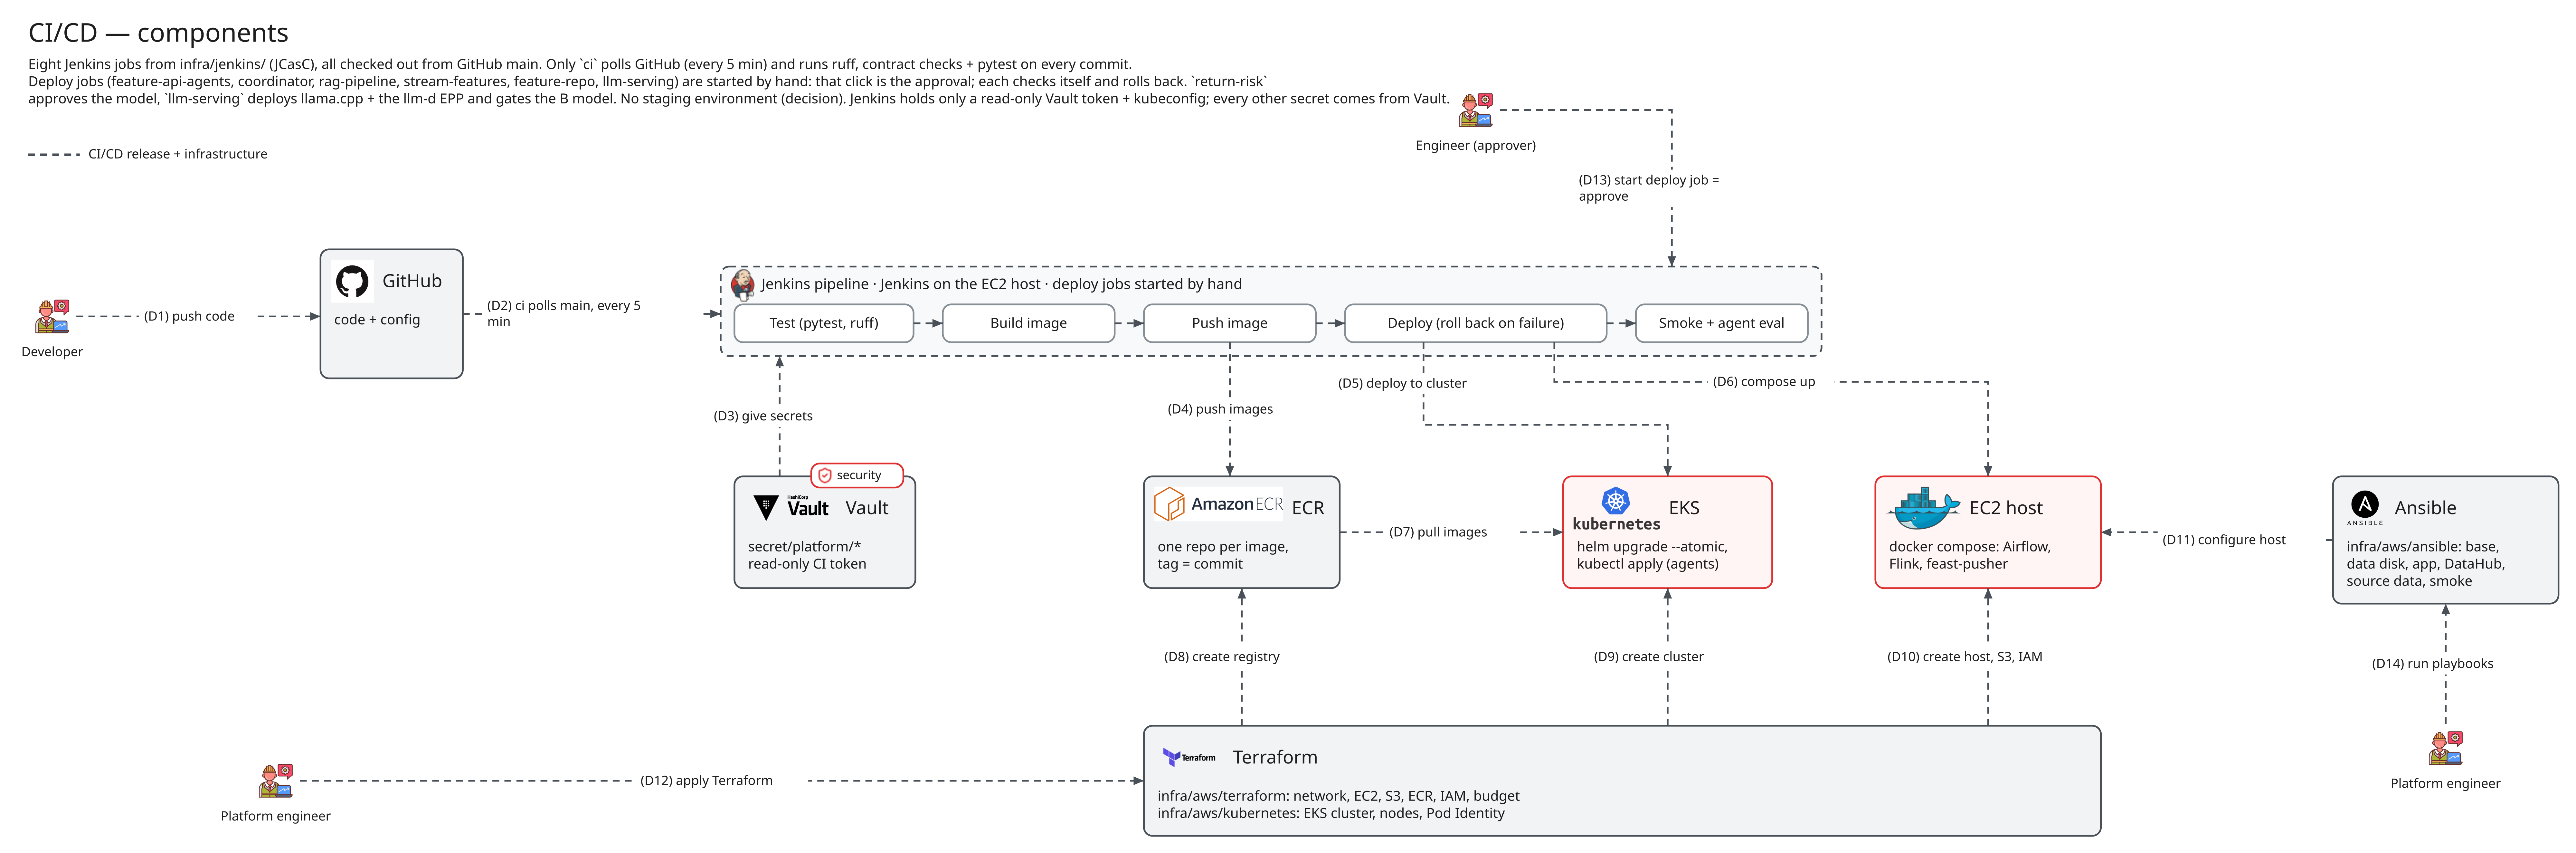 CI/CD — components
Eight Jenkins jobs from infra/jenkins/ (JCasC), all checked out from GitHub main. Only `ci` polls GitHub (every 5 min) and runs ruff, contract checks + pytest on every commit.
Deploy jobs (feature-api-agents, coordinator, rag-pipeline, stream-features, feature-repo, llm-serving) are started by hand: that click is the approval; each checks itself and rolls back. `return-risk`
approves the model, `llm-serving` deploys llama.cpp + the llm-d EPP and gates the B model. No staging environment (decision). Jenkins holds only a read-only Vault token + kubeconfig; every other secret comes from Vault.
Engineer (approver)
CI/CD release + infrastructure
(D13) start deploy job =
approve
GitHub
code + config
Developer
(D1) push code
(D2) ci polls main, every 5
min
Jenkins pipeline · Jenkins on the EC2 host · deploy jobs started by hand
Test (pytest, ruff)
Build image
Push image
Deploy (roll back on failure)
Smoke + agent eval
(D3) give secrets
(D4) push images
(D5) deploy to cluster
(D6) compose up
security
HashiCorp
Vault
Vault
secret/platform/*
read-only CI token
Amazon ECR
ECR
one repo per image,
tag = commit
(D7) pull images
kubernetes
EKS
helm upgrade --atomic,
kubectl apply (agents)
EC2 host
docker compose: Airflow,
Flink, feast-pusher
(D11) configure host
ANSIBLE
Ansible
infra/aws/ansible: base,
data disk, app, DataHub,
source data, smoke
(D8) create registry
(D9) create cluster
(D10) create host, S3, IAM
(D14) run playbooks
Platform engineer
(D12) apply Terraform
Terraform
Terraform
infra/aws/terraform: network, EC2, S3, ECR, IAM, budget
infra/aws/kubernetes: EKS cluster, nodes, Pod Identity
Platform engineer